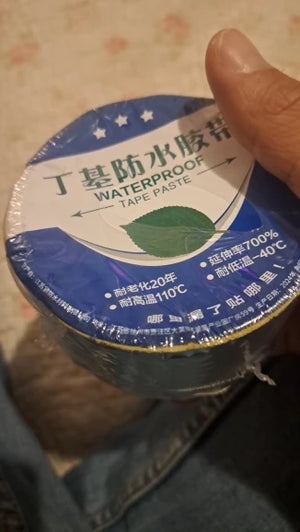 丁基防水胶带
WATERPROOF
TAPE PASTE
•耐老化20年
•延伸率700%
•耐高温110℃
•耐低温-40℃
哪里漏了贴哪里